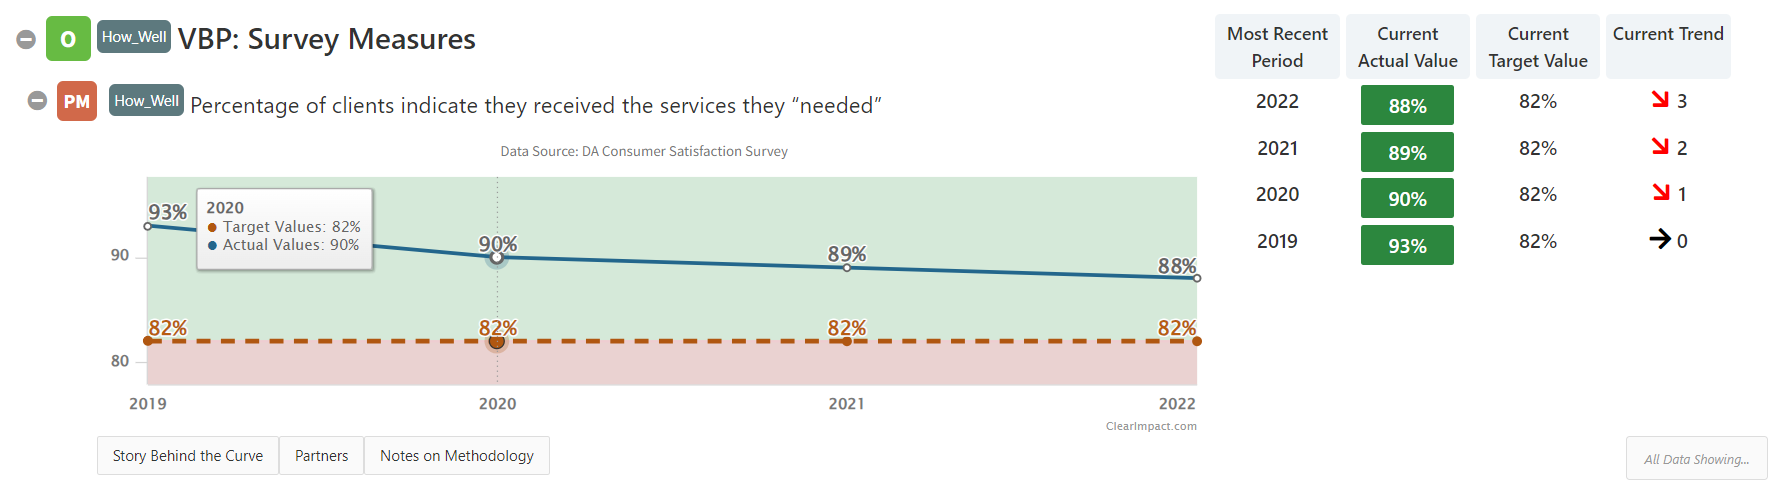 O How_Well VBP: Survey Measures
PM How_Well Percentage of clients indicate they received the services they “needed”
Data Source: DA Consumer Satisfaction Survey
93%
2020
Target Values: 82%
Actual Values: 90%
90% 89% 88%
90
82% 82% 82% 82%
80
2019 2020 2021 2022
ClearImpact.com
Story Behind the Curve Partners Notes on Methodology
Most Recent Period Current Actual Value Current Target Value Current Trend
2022 88% 82% 3
2021 89% 82% 2
2020 90% 82% 1
2019 93% 82% 0
All Data Showing...